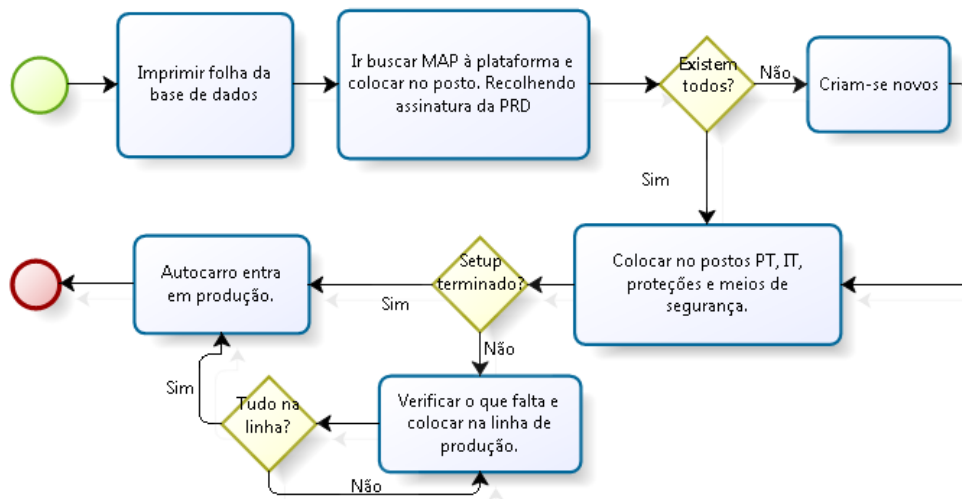 Imprimir folha da
base de dados
Ir buscar MAP à plataforma e
colocar no posto. Recolhendo
assinatura da PRD
Existem
todos?
Não
Criam-se novos
Sim
Colocar no postos PT, IT,
proteções e meios de
segurança.
Setup
terminado?
Sim
Autocarro entra
em produção.
Não
Verificar o que falta e
colocar na linha de
produção.
Tudo na
linha?
Sim
Não